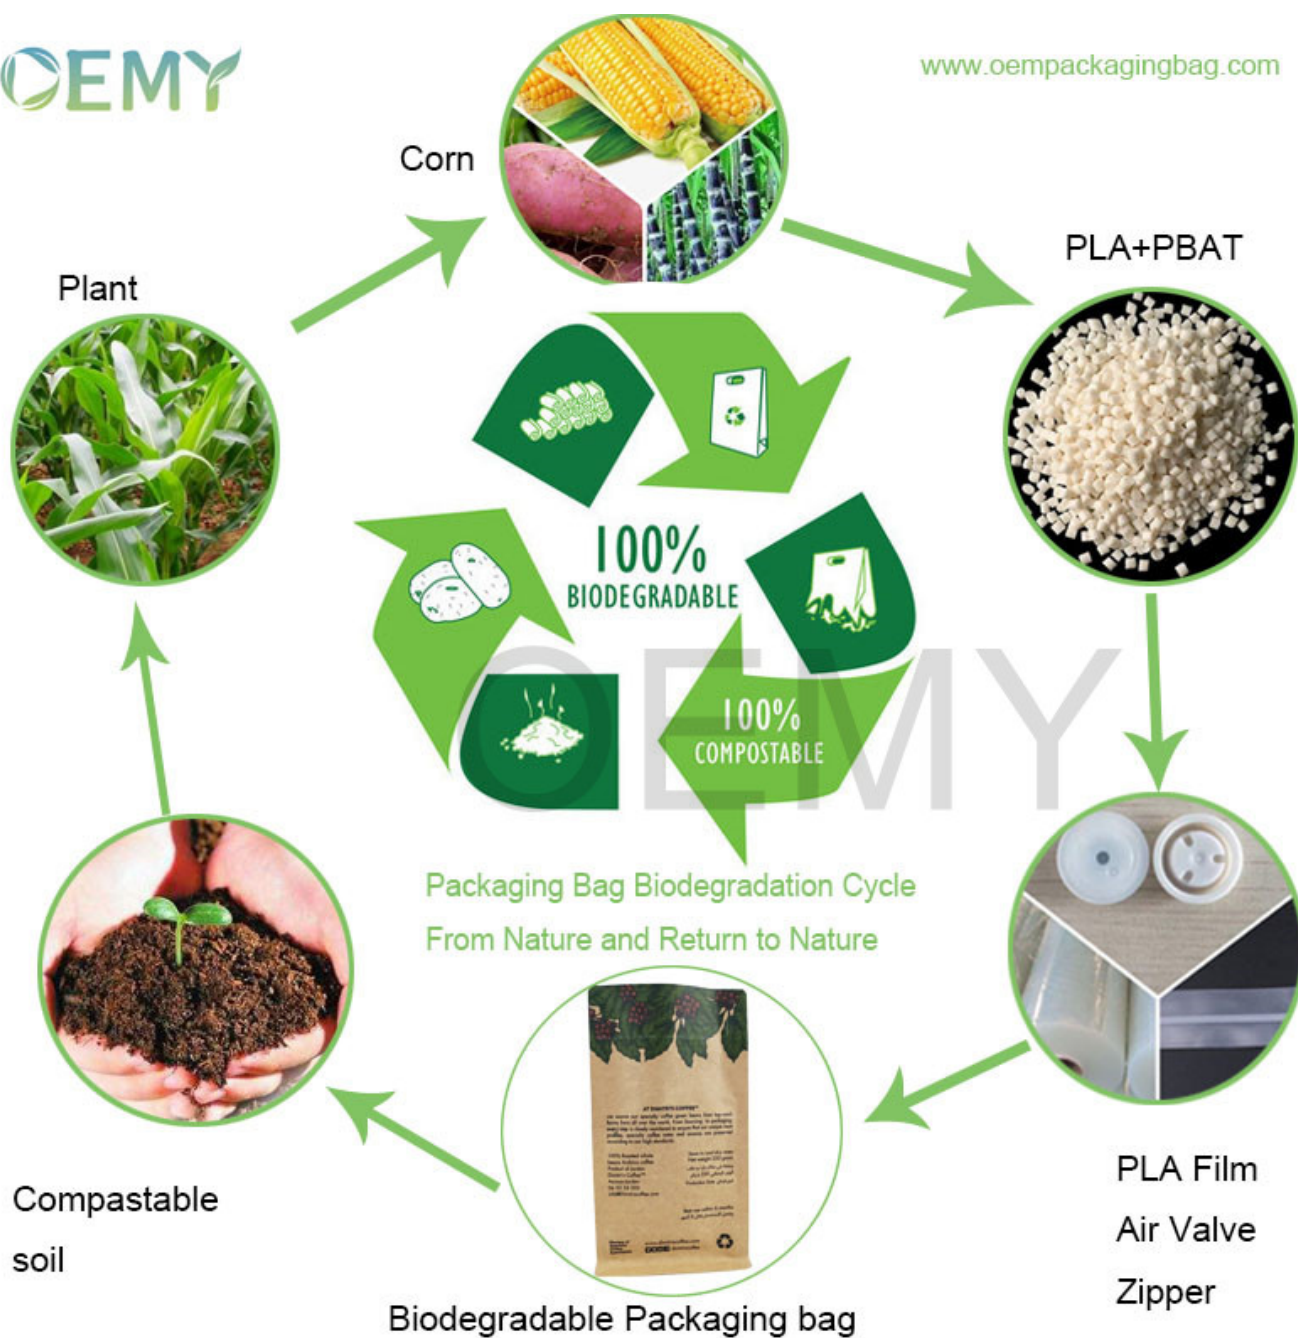 OEMY
www.oempackagingbag.com
Corn
PLA+PBAT
Plant
100%
BIODEGRADABLE
OEMY
100%
COMPOSTABLE
Packaging Bag Biodegradation Cycle
From Nature and Return to Nature
Compastable
soil
PLA Film
Air Valve
Zipper
Biodegradable Packaging bag